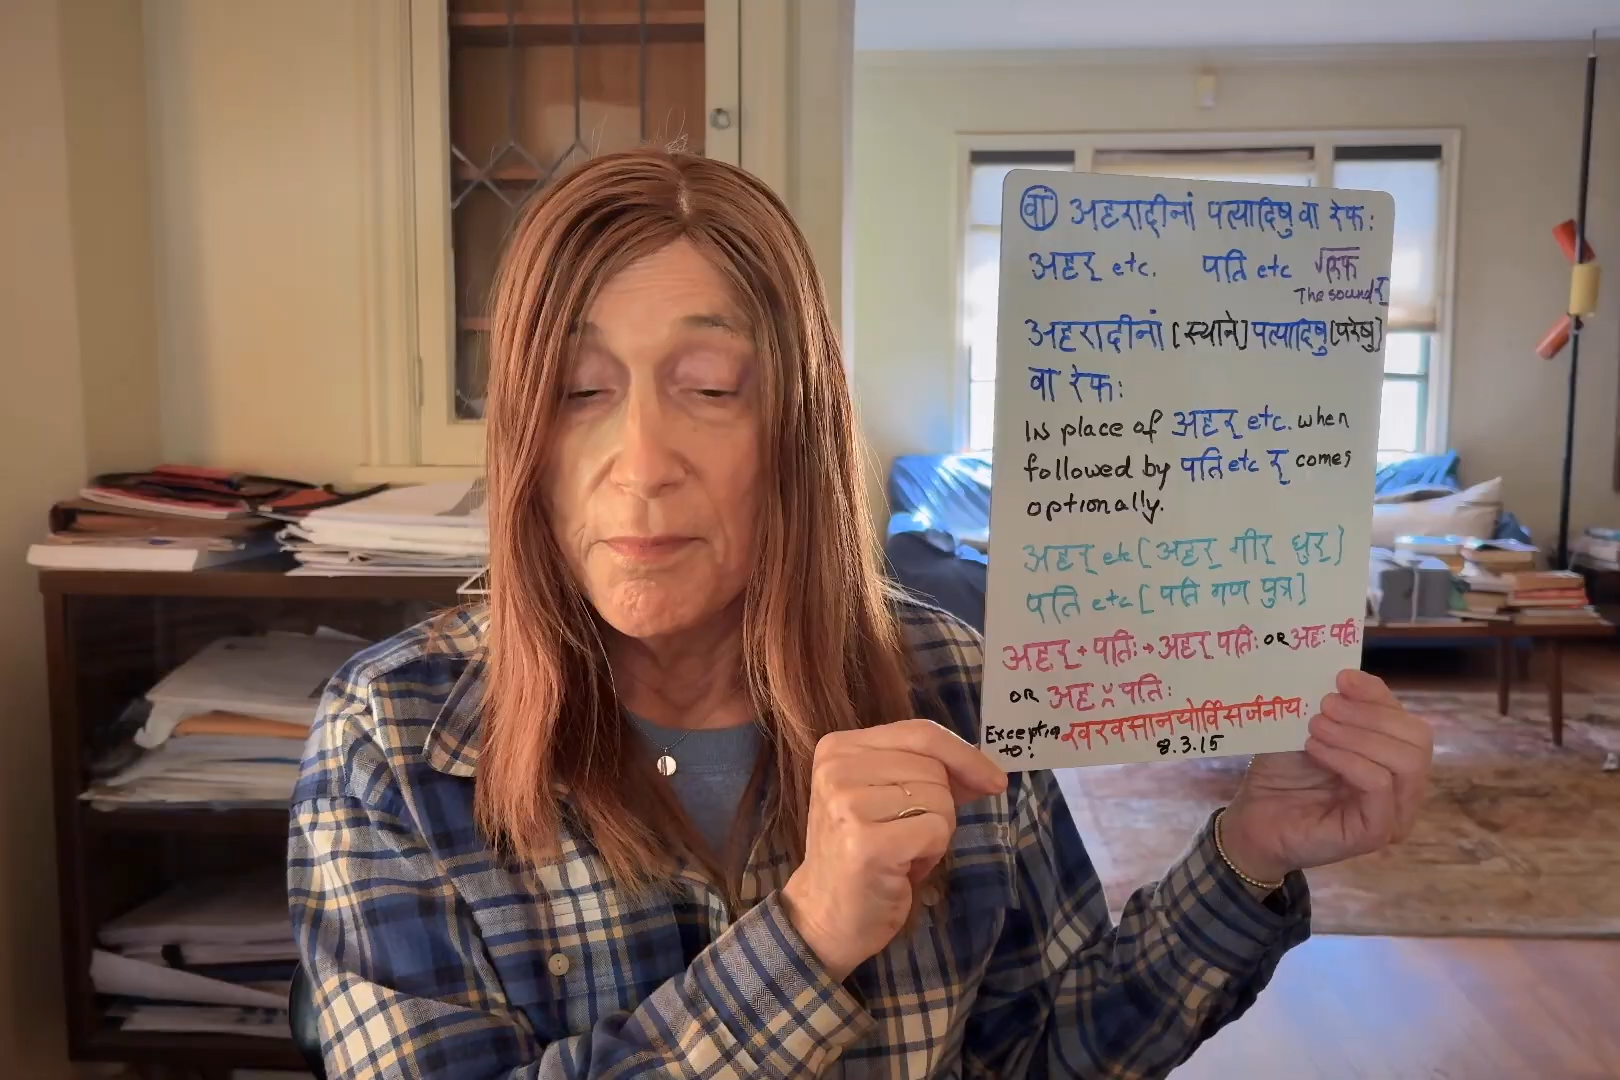 वा अहरादीनां पत्यादिषु वा रेफः
अहर् etc. पति etc √रिफ
The sound र्
अहरादीनां [स्थाने] पत्यादिषु [परेषु]
वा रेफः
In place of अहर् etc. when
followed by पति etc र् comes
optionally.
अहर् etc [अहर् गीर् धुर्]
पति etc [पति गण पुत्र]
अहर् + पतिः → अहर् पतिः OR अहः पतिः
OR अह ᳵ पतिः
Exception खरवसानयोर्विसर्जनीयः
to: 8.3.15